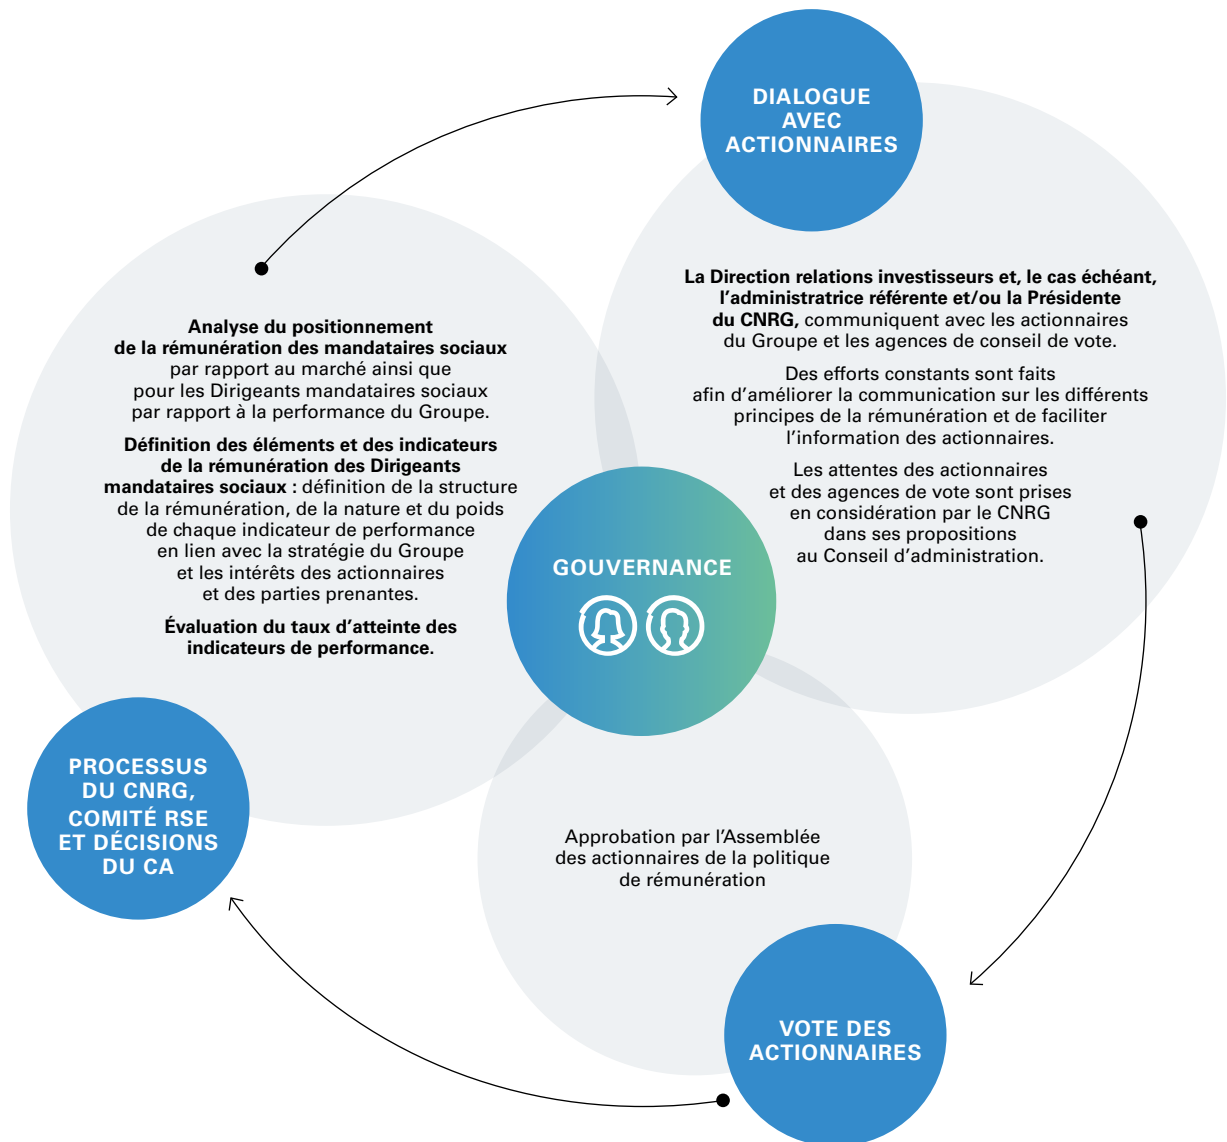 DIALOGUE
AVEC
ACTIONNAIRES
La Direction relations investisseurs et, le cas échéant,
l’administratrice référente et/ou la Présidente
du CNRG, communiquent avec les actionnaires
du Groupe et les agences de conseil de vote.
Des efforts constants sont faits
afin d’améliorer la communication sur les différents
principes de la rémunération et de faciliter
l’information des actionnaires.
Les attentes des actionnaires
et des agences de vote sont prises
en considération par le CNRG
dans ses propositions
au Conseil d’administration.
Analyse du positionnement
de la rémunération des mandataires sociaux
par rapport au marché ainsi que
pour les Dirigeants mandataires sociaux
par rapport à la performance du Groupe.
Définition des éléments et des indicateurs
de la rémunération des Dirigeants
mandataires sociaux : définition de la structure
de la rémunération, de la nature et du poids
de chaque indicateur de performance
en lien avec la stratégie du Groupe
et les intérêts des actionnaires
et des parties prenantes.
Évaluation du taux d’atteinte des
indicateurs de performance.
GOUVERNANCE
PROCESSUS
DU CNRG,
COMITÉ RSE
ET DÉCISIONS
DU CA
Approbation par l’Assemblée
des actionnaires de la politique
de rémunération
VOTE DES
ACTIONNAIRES